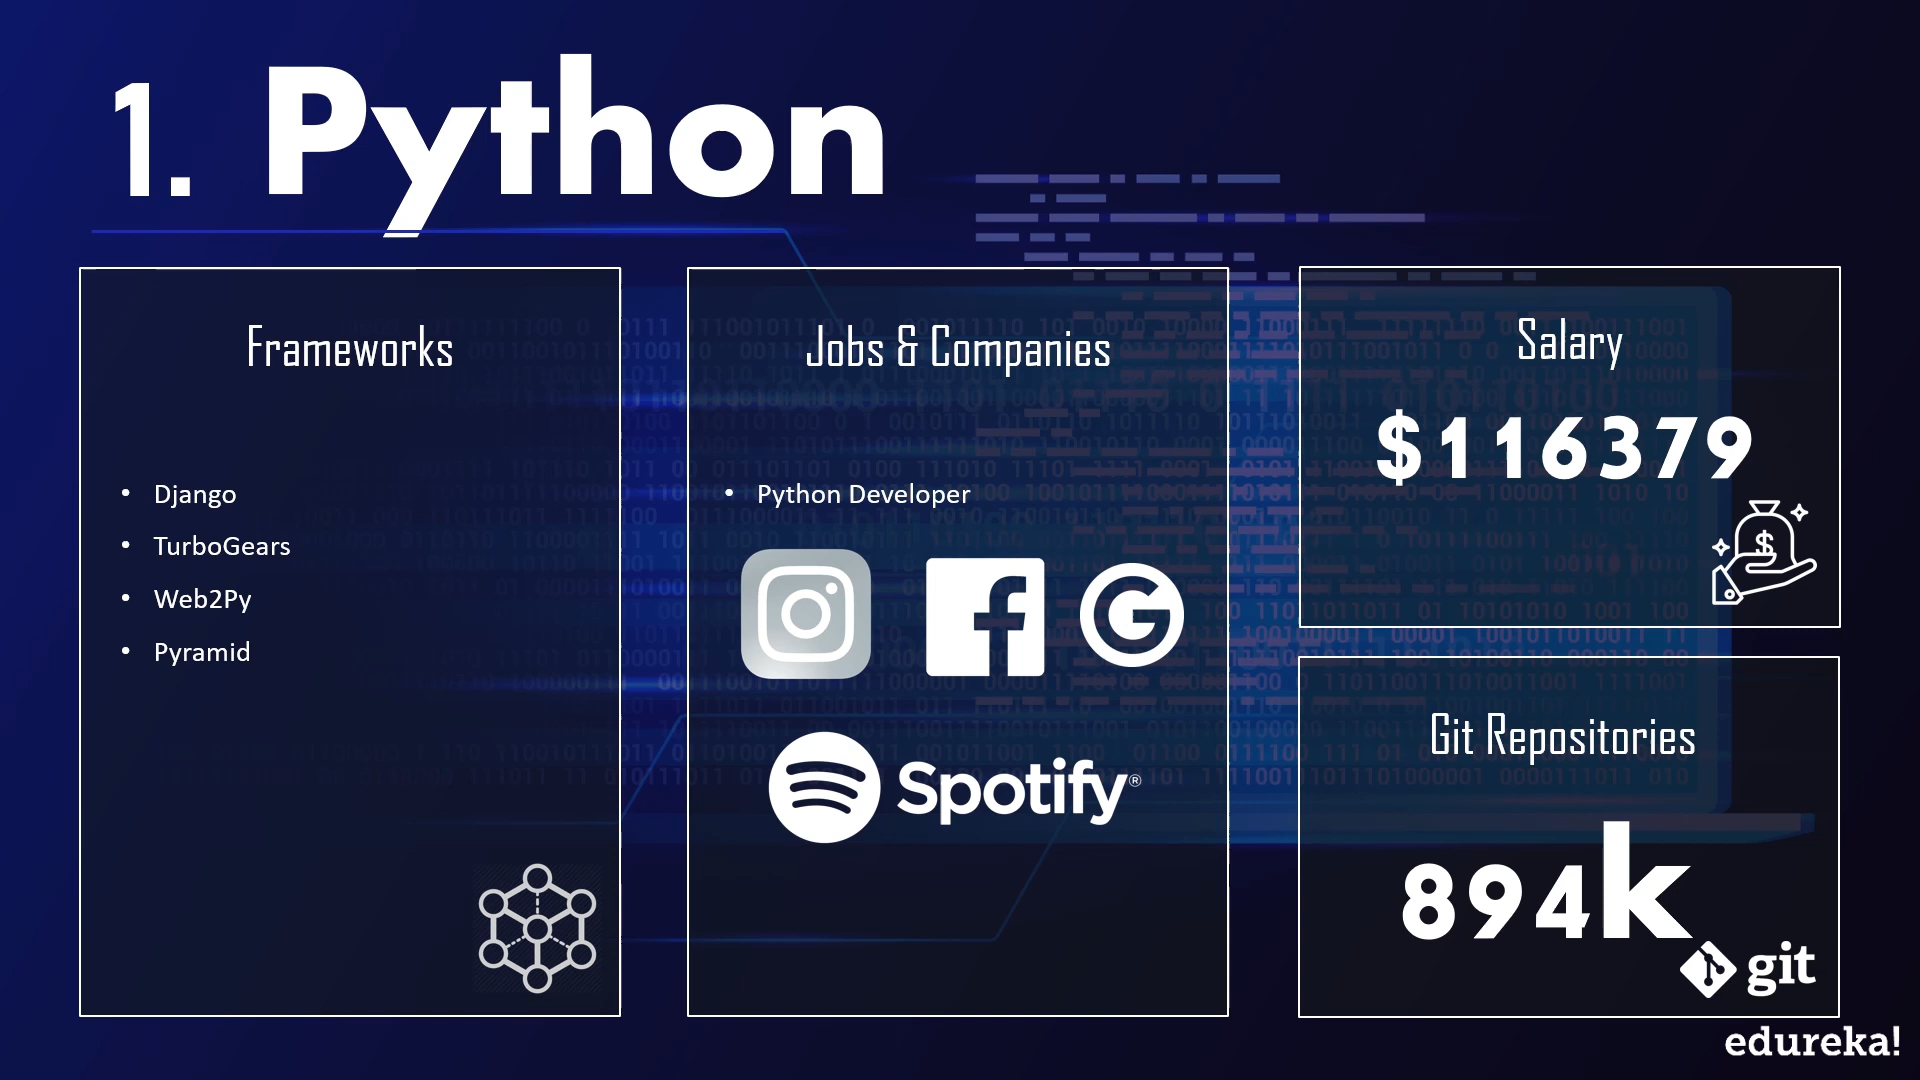 1. Python
Frameworks
• Django
• TurboGears
• Web2Py
• Pyramid
Jobs & Companies
• Python Developer
Spotify®
Salary
$116379
$
Git Repositories
894k
git
edureka!